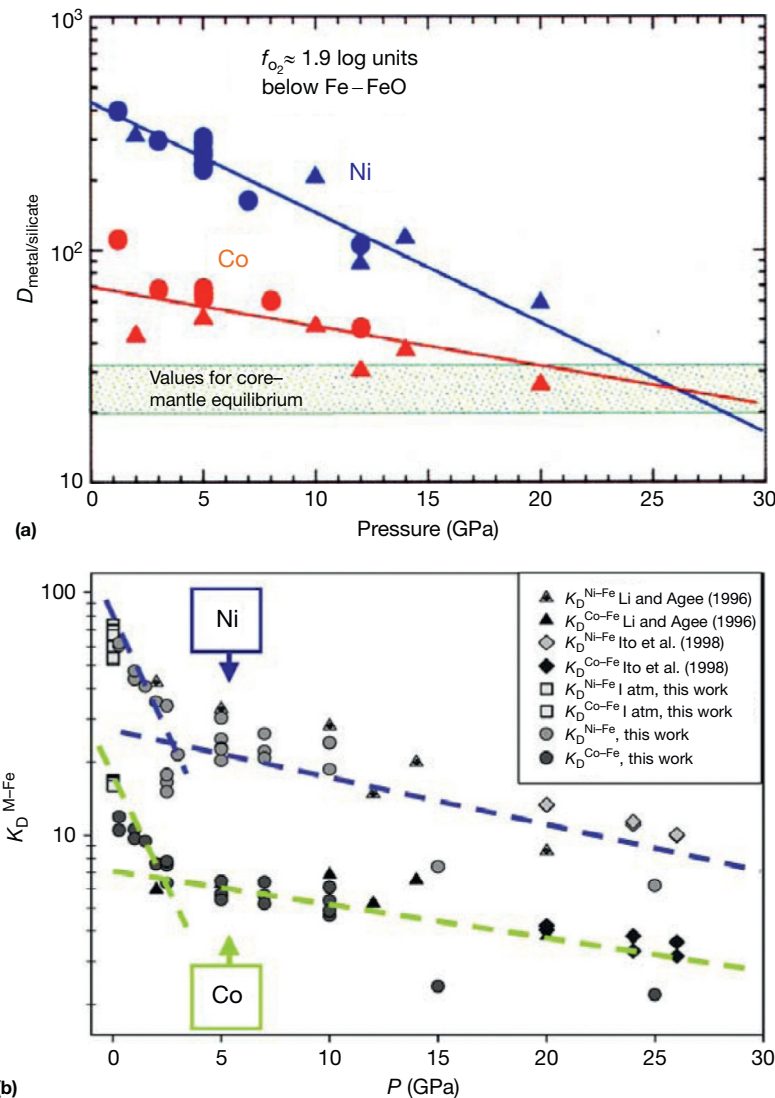 10³
f_O₂ ≈ 1.9 log units
below Fe–FeO
Ni
D_metal/silicate
10²
Co
Values for core–
mantle equilibrium
10
0 5 10 15 20 25 30
(a)
Pressure (GPa)
100
Ni
K_D^Ni–Fe Li and Agee (1996)
K_D^Co–Fe Li and Agee (1996)
K_D^Ni–Fe Ito et al. (1998)
K_D^Co–Fe Ito et al. (1998)
K_D^Ni–Fe I atm, this work
K_D^Co–Fe I atm, this work
K_D^Ni–Fe, this work
K_D^Co–Fe, this work
K_D^M–Fe
10
Co
0 5 10 15 20 25 30
(b)
P (GPa)